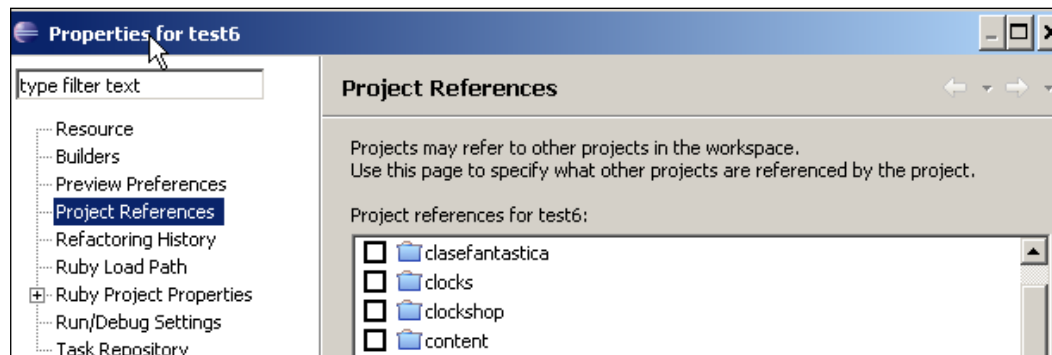 Properties for test6
type filter text
Resource
Builders
Preview Preferences
Project References
Refactoring History
Ruby Load Path
Ruby Project Properties
Run/Debug Settings
Task Repository
Project References
Projects may refer to other projects in the workspace.
Use this page to specify what other projects are referenced by the project.
Project references for test6:
clasefantastica
clocks
clockshop
content